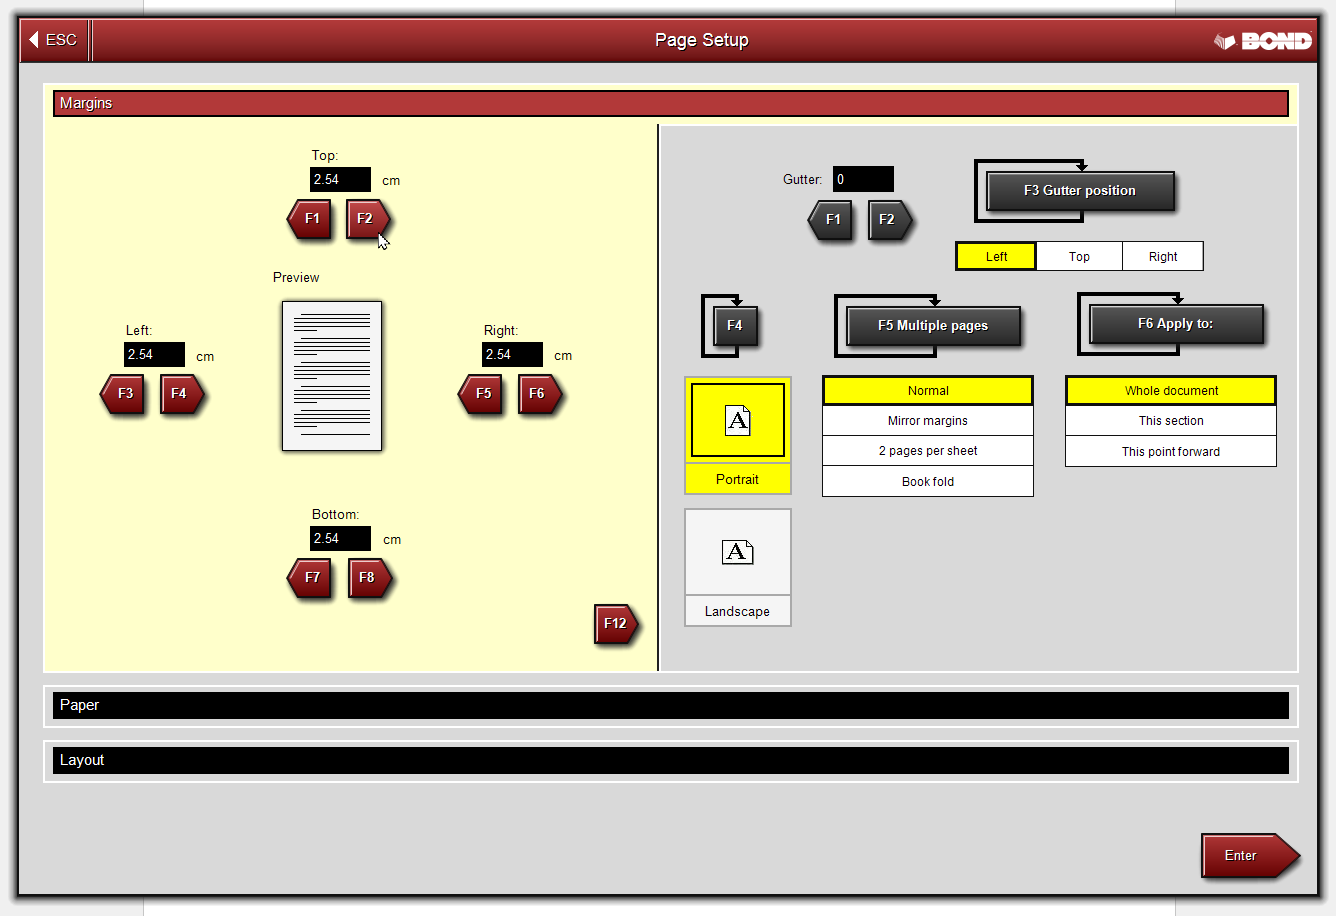 ESC
Page Setup
BOND
Margins
Top:
2.54 cm
F1 F2
Preview
Left:
2.54 cm
F3 F4
Right:
2.54 cm
F5 F6
Bottom:
2.54 cm
F7 F8
F12
Gutter: 0
F1 F2
F3 Gutter position
Left Top Right
F4
A
Portrait
A
Landscape
F5 Multiple pages
Normal
Mirror margins
2 pages per sheet
Book fold
F6 Apply to:
Whole document
This section
This point forward
Paper
Layout
Enter